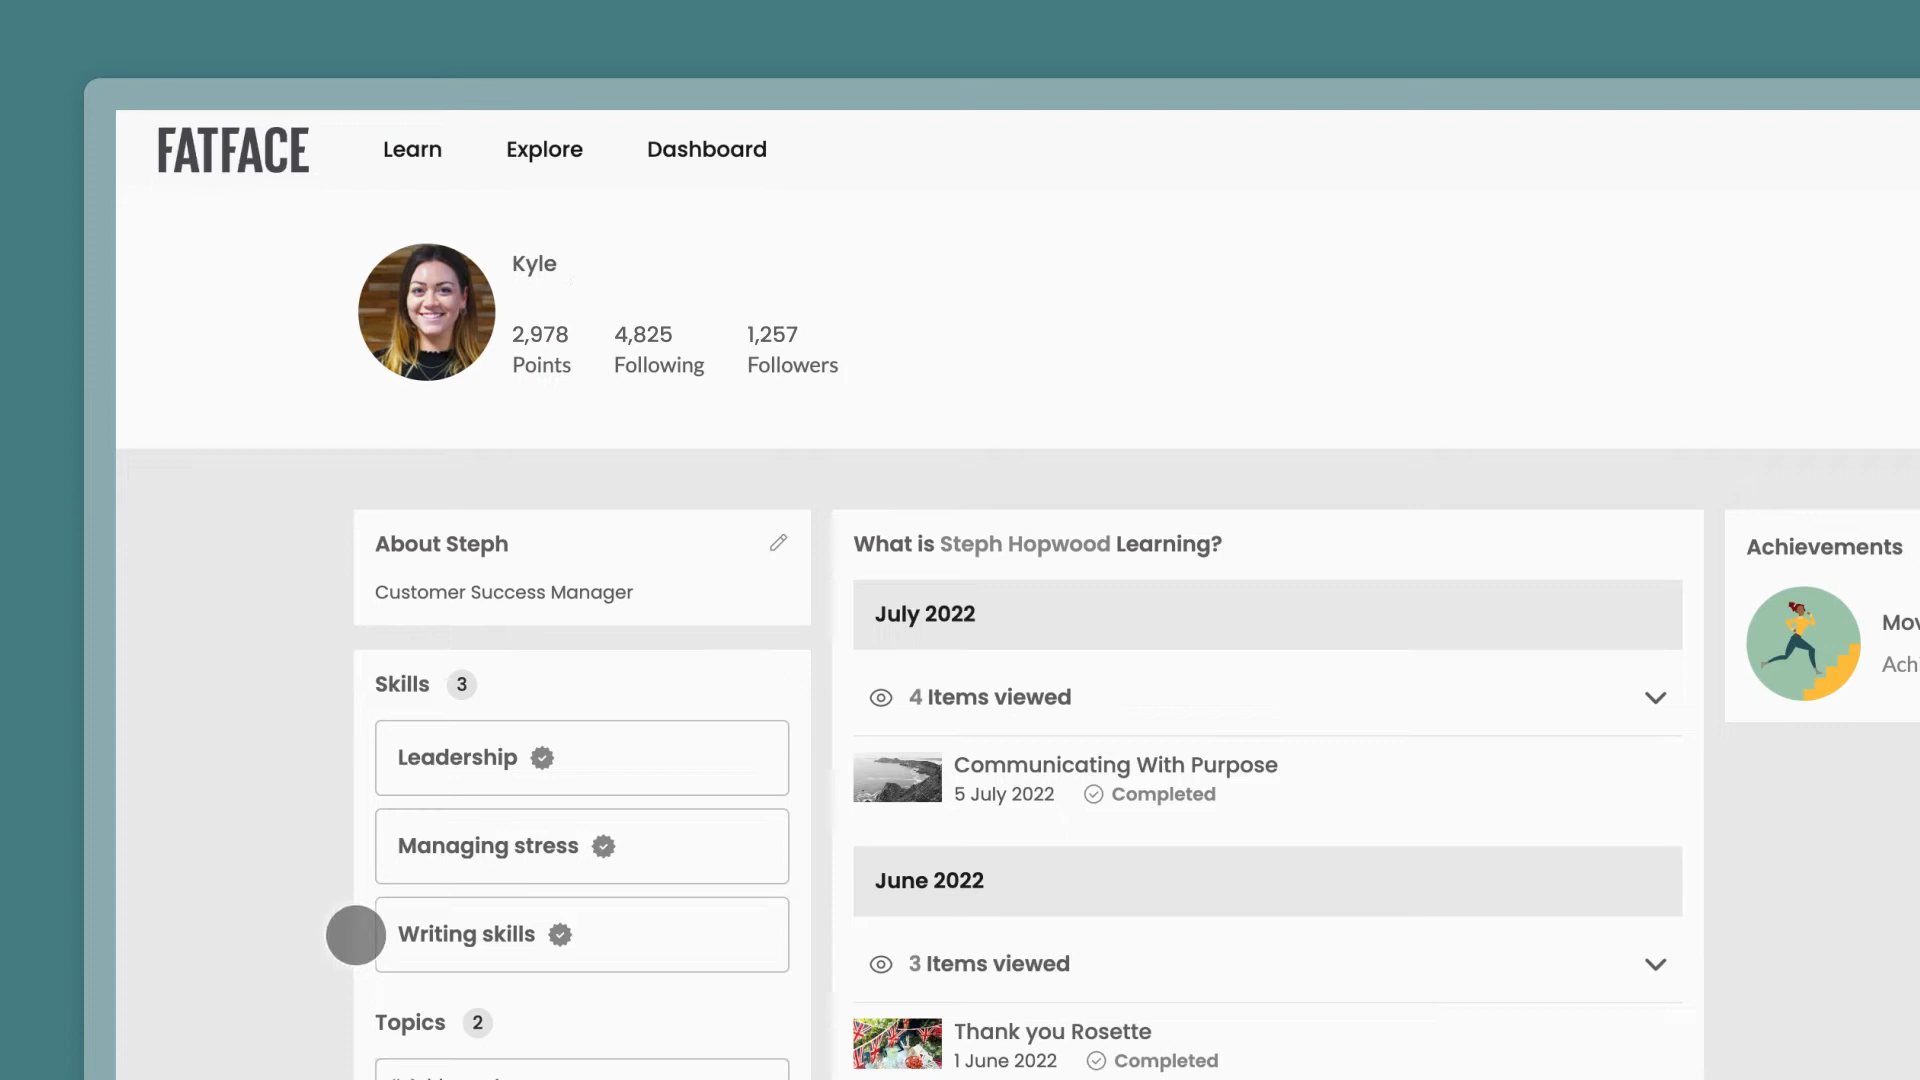 FATFACE
Learn
Explore
Dashboard
Kyle
2,978
Points
4,825
Following
1,257
Followers
About Steph
Customer Success Manager
Skills 3
Leadership
Managing stress
Writing skills
Topics 2
What is Steph Hopwood Learning?
July 2022
4 Items viewed
Communicating With Purpose
5 July 2022 Completed
June 2022
3 Items viewed
Thank you Rosette
1 June 2022 Completed
Achievements
Mov
Ach